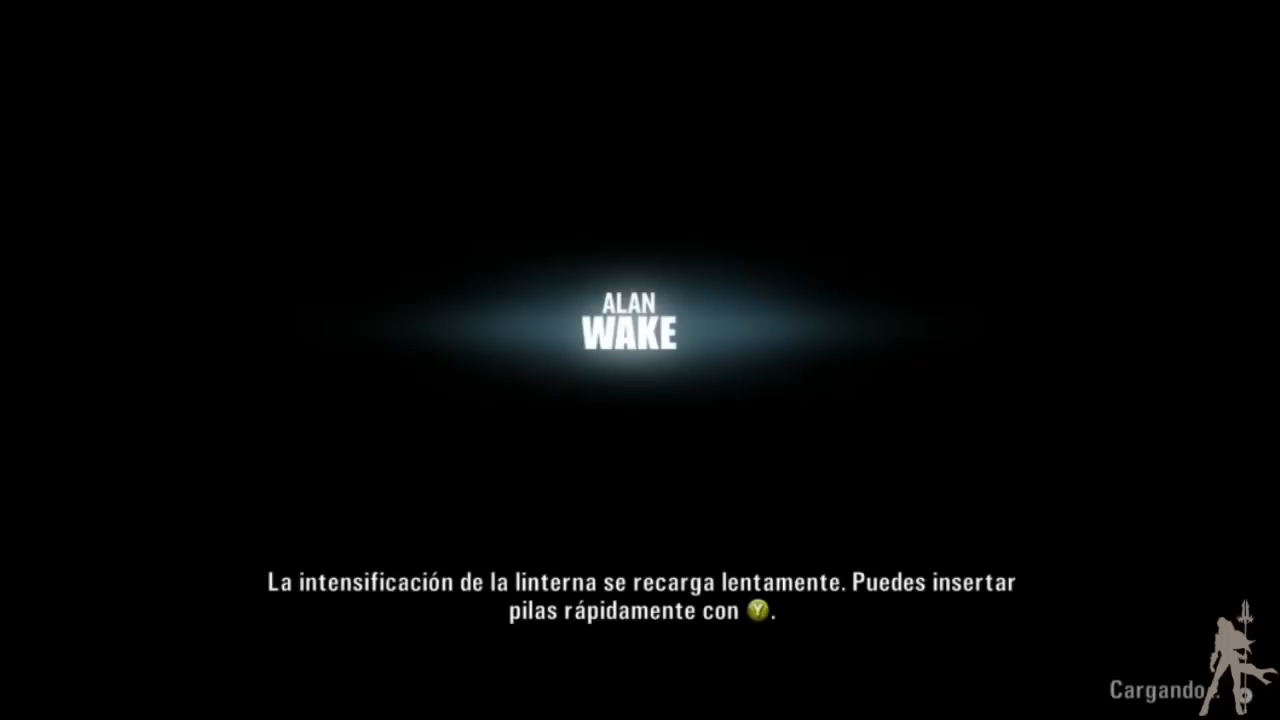 ALAN
WAKE
La intensificación de la linterna se recarga lentamente. Puedes insertar
pilas rápidamente con Y.
Cargando..